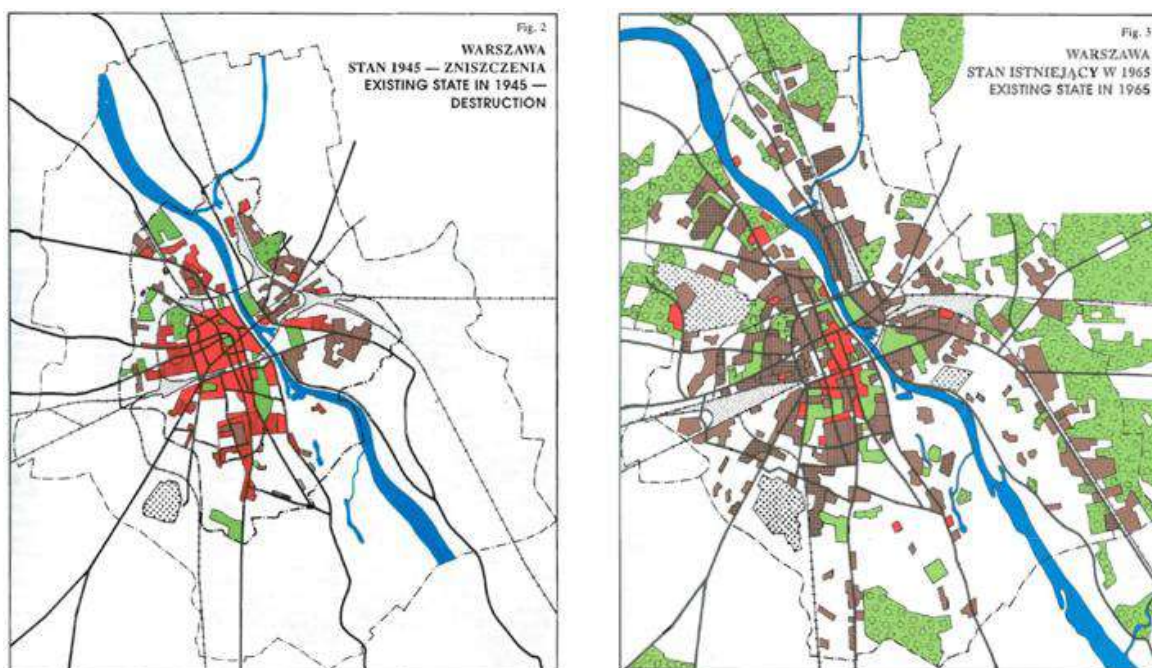 Fig. 2
WARSZAWA
STAN 1945 — ZNISZCZENIA
EXISTING STATE IN 1945 —
DESTRUCTION
Fig. 3
WARSZAWA
STAN ISTNIEJĄCY W 1965
EXISTING STATE IN 1965